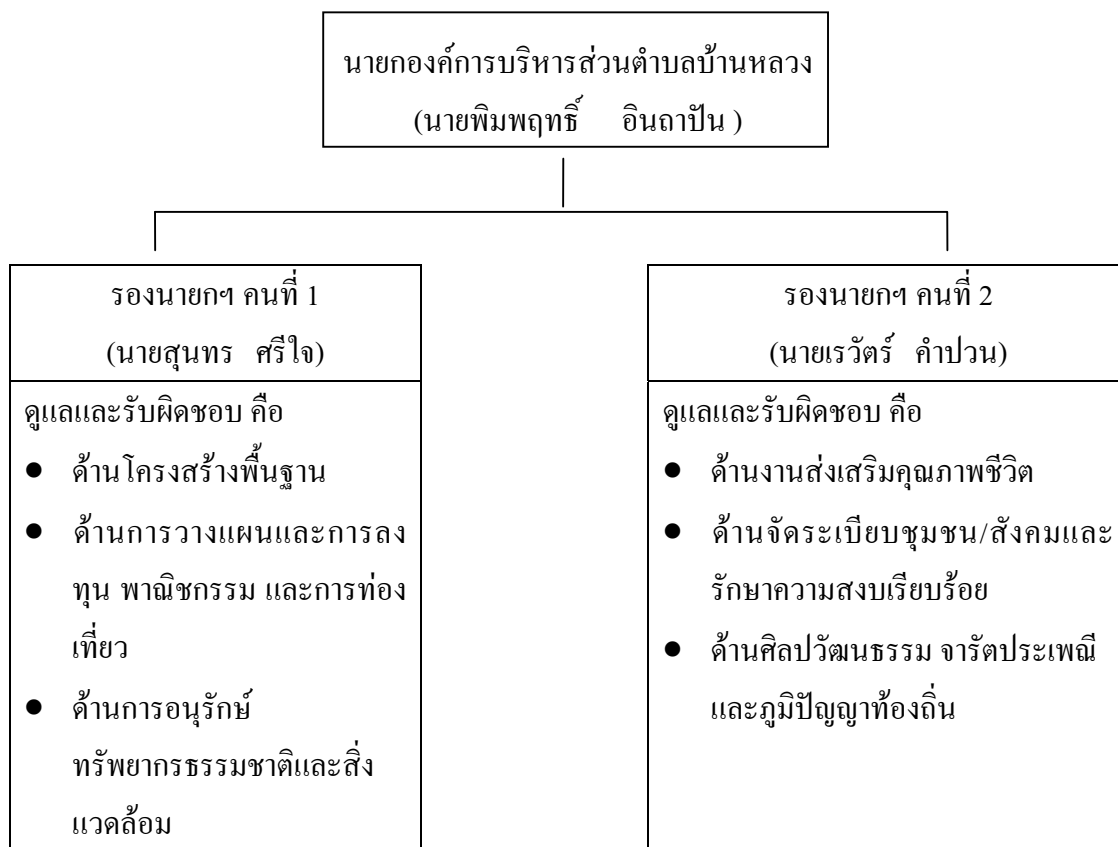 นายกองค์การบริหารส่วนตำบลบ้านหลวง
(นายพิมพฤทธิ์ อินถาปัน )
รองนายกฯ คนที่ 1
(นายสุนทร ศรีใจ)
ดูแลและรับผิดชอบ คือ
● ด้านโครงสร้างพื้นฐาน
● ด้านการวางแผนและการลง
ทุน พาณิชกรรม และการท่อง
เที่ยว
● ด้านการอนุรักษ์
ทรัพยากรธรรมชาติและสิ่ง
แวดล้อม
รองนายกฯ คนที่ 2
(นายเรวัตร์ คำปวน)
ดูแลและรับผิดชอบ คือ
● ด้านงานส่งเสริมคุณภาพชีวิต
● ด้านจัดระเบียบชุมชน/สังคมและ
รักษาความสงบเรียบร้อย
● ด้านศิลปวัฒนธรรม จารัตประเพณี
และภูมิปัญญาท้องถิ่น